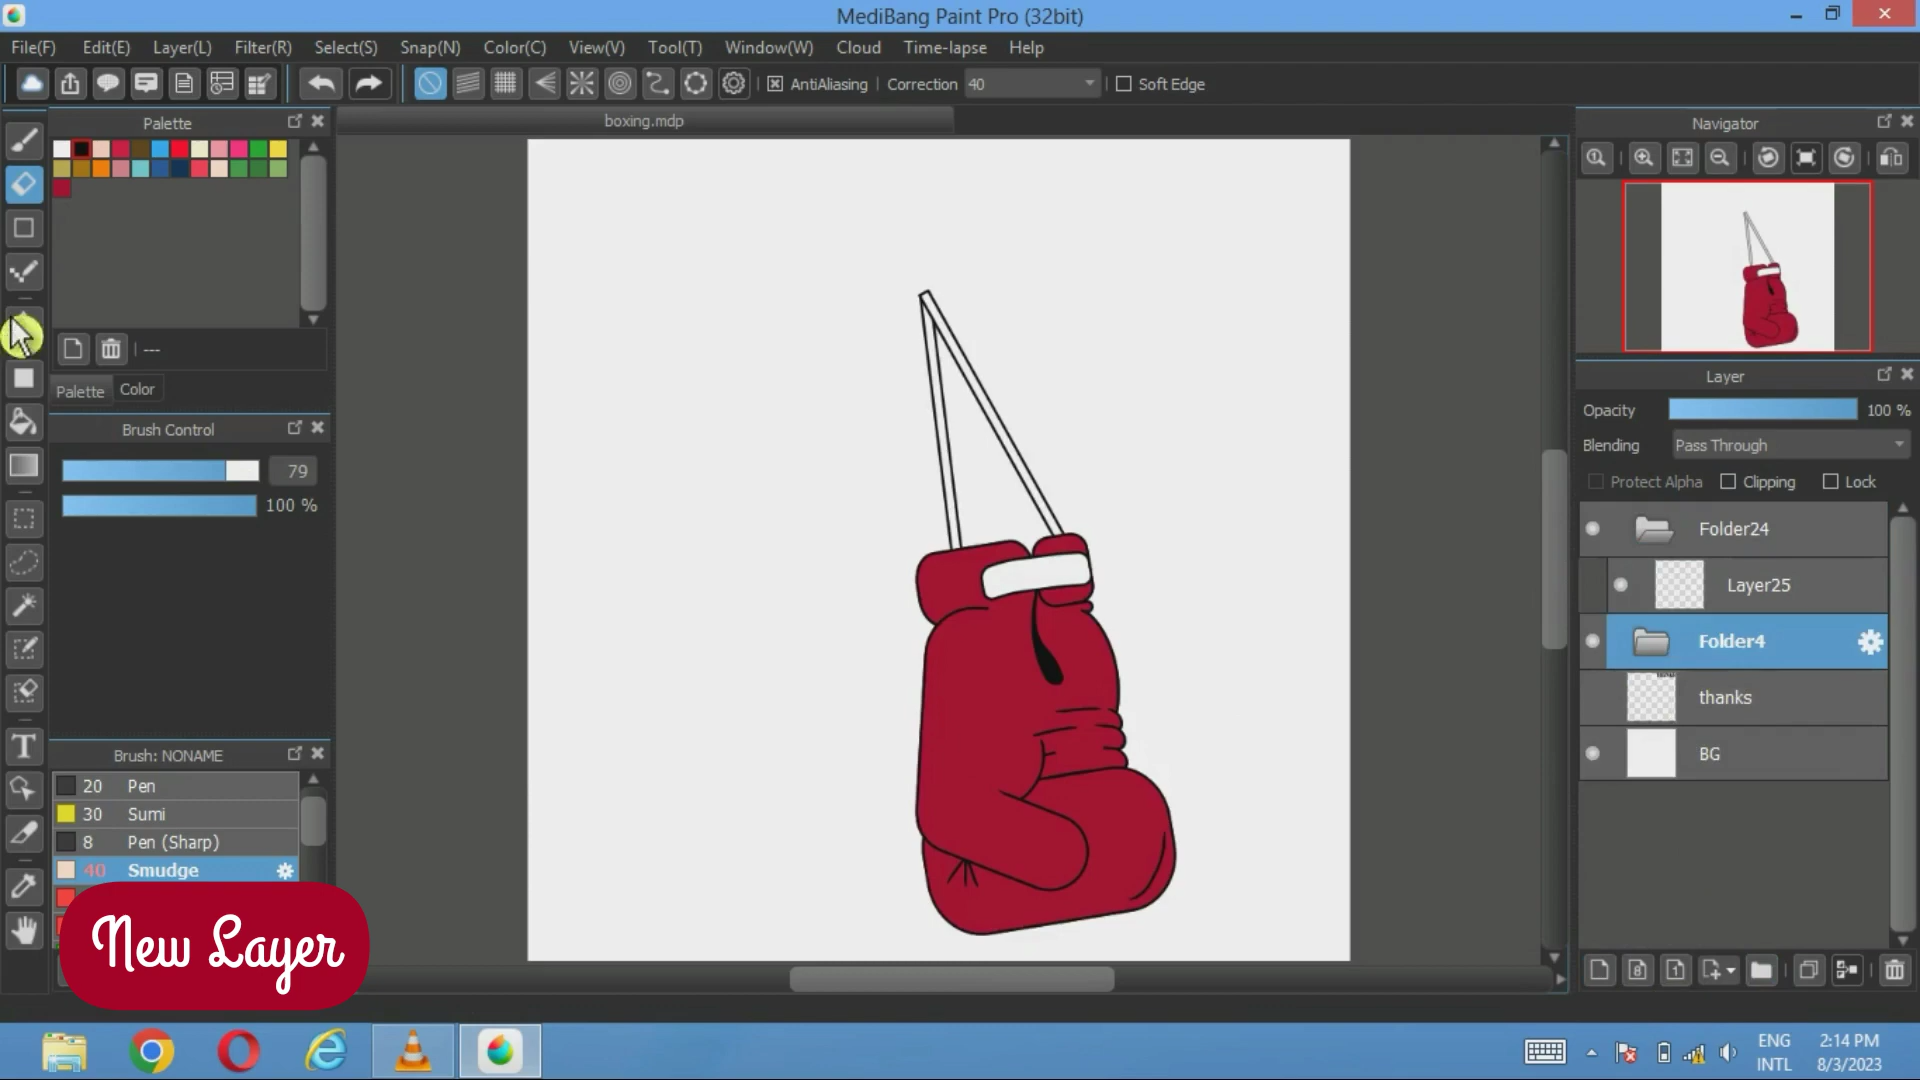 MediBang Paint Pro (32bit)
File(F) Edit(E) Layer(L) Filter(R) Select(S) Snap(N) Color(C) View(V) Tool(T) Window(W) Cloud Time-lapse Help
AntiAliasing Correction 40 Soft Edge
Palette
boxing.mdp
Navigator
---
Palette Color
Brush Control
79
100 %
Layer
Opacity 100 %
Blending Pass Through
Protect Alpha Clipping Lock
Folder24
Layer25
Folder4
thanks
BG
Brush: NONAME
20 Pen
30 Sumi
8 Pen (Sharp)
40 Smudge
New Layer
ENG
INTL
2:14 PM
8/3/2023